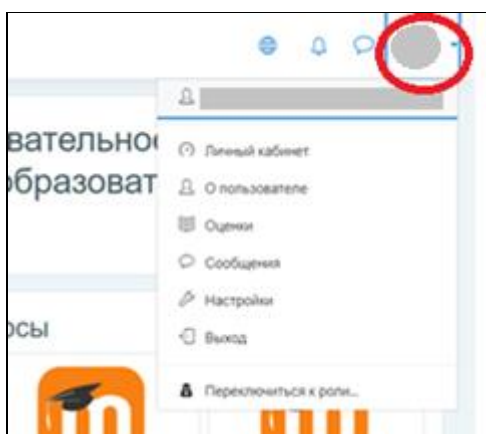 вательно
образоват
Личный кабинет
О пользователе
Оценки
Сообщения
Настройки
Выход
Переключиться к роли...
осы